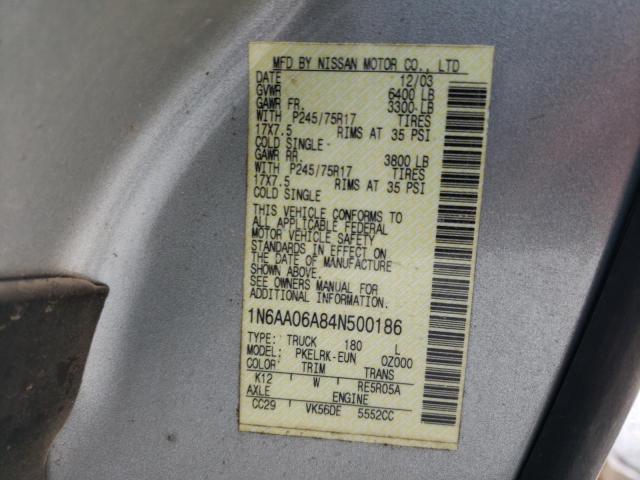 MFD BY NISSAN MOTOR CO., LTD
DATE 12/03
GVWR 6400 LB
GAWR FR. 3300 LB
WITH P245/75R17 TIRES
17X7.5 RIMS AT 35 PSI
COLD SINGLE
GAWR RR. 3800 LB
WITH P245/75R17 TIRES
17X7.5 RIMS AT 35 PSI
COLD SINGLE
THIS VEHICLE CONFORMS TO
ALL APPLICABLE FEDERAL
MOTOR VEHICLE SAFETY
STANDARDS IN EFFECT ON
THE DATE OF MANUFACTURE
SHOWN ABOVE.
SEE OWNERS MANUAL FOR
ADDITIONAL INFORMATION
1N6AA06A84N500186
TYPE: TRUCK 180 L
MODEL: PKELRK-EUN OZ000
COLOR TRIM TRANS
K12 W RE5R05A
AXLE ENGINE
CC29 VK56DE 5552CC